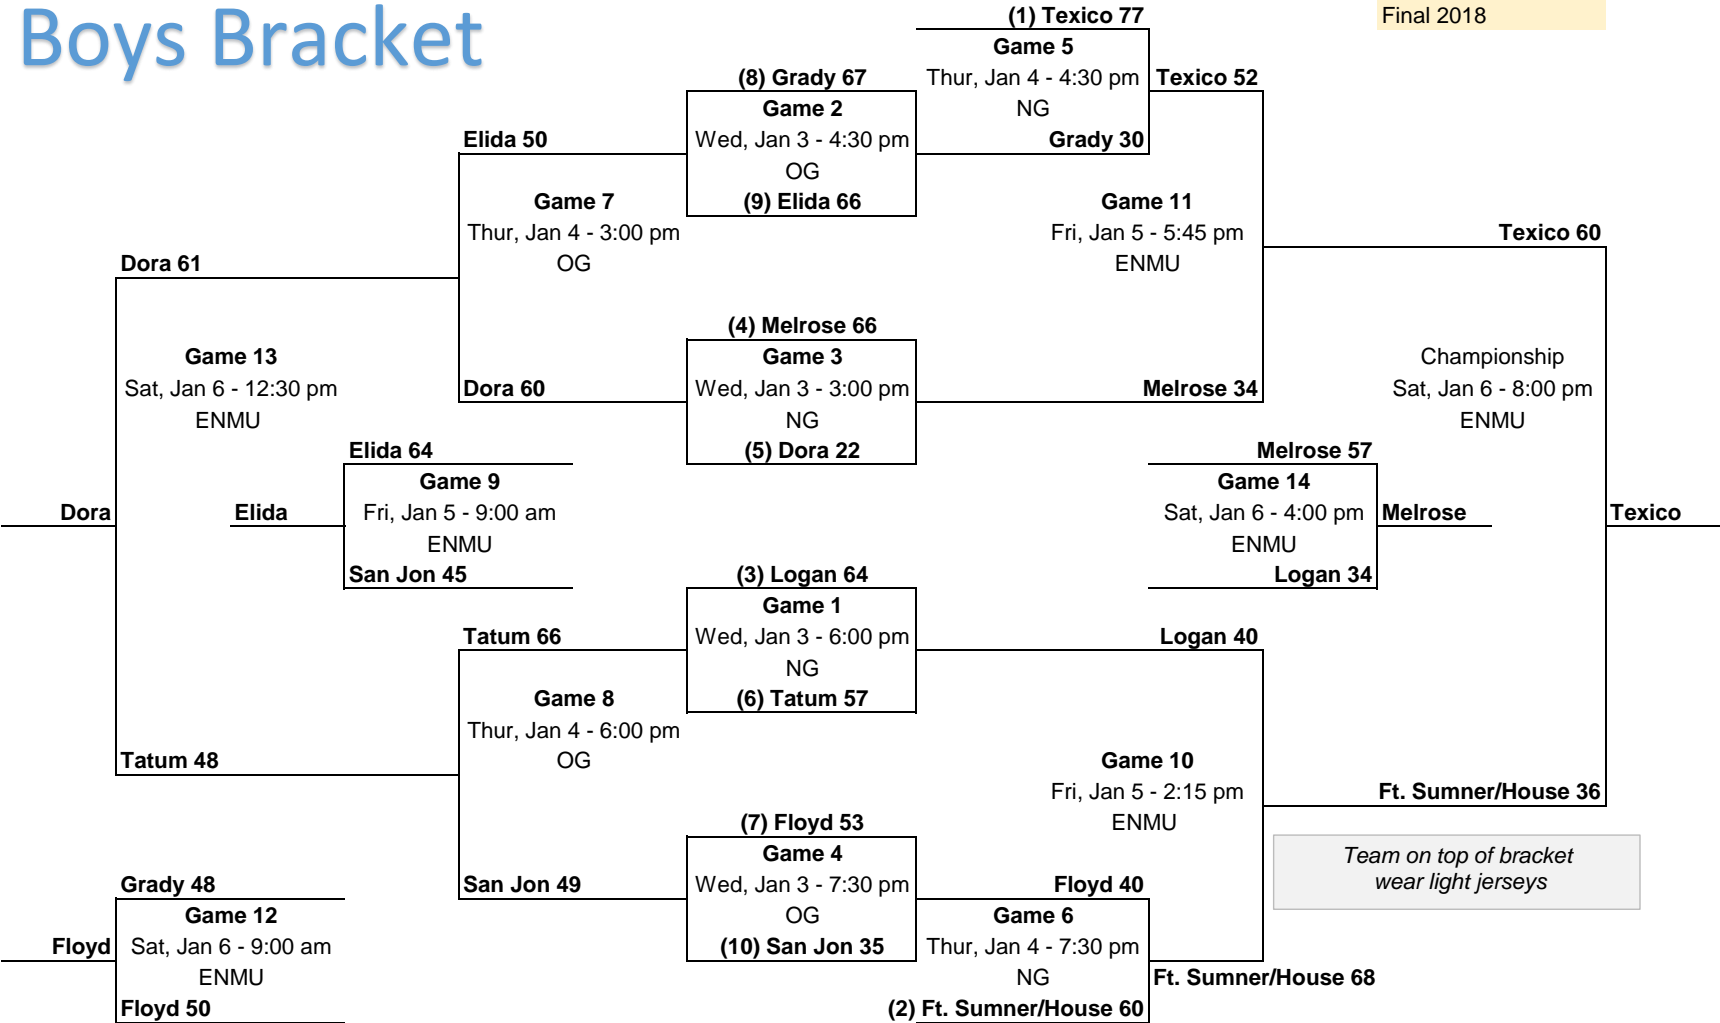 Boys Bracket
(1) Texico 77
Final 2018
Game 5
(8) Grady 67
Thur, Jan 4 - 4:30 pm
Texico 52
Game 2
NG
Elida 50
Wed, Jan 3 - 4:30 pm
Grady 30
OG
Game 7
(9) Elida 66
Game 11
Thur, Jan 4 - 3:00 pm
Fri, Jan 5 - 5:45 pm
Texico 60
Dora 61
OG
ENMU
(4) Melrose 66
Game 13
Game 3
Championship
Sat, Jan 6 - 12:30 pm
Dora 60
Wed, Jan 3 - 3:00 pm
Melrose 34
Sat, Jan 6 - 8:00 pm
ENMU
NG
ENMU
Elida 64
(5) Dora 22
Melrose 57
Game 9
Game 14
Dora
Elida
Fri, Jan 5 - 9:00 am
Sat, Jan 6 - 4:00 pm
Melrose
Texico
ENMU
ENMU
San Jon 45
(3) Logan 64
Logan 34
Game 1
Tatum 66
Wed, Jan 3 - 6:00 pm
Logan 40
NG
Game 8
(6) Tatum 57
Thur, Jan 4 - 6:00 pm
Tatum 48
OG
Game 10
Fri, Jan 5 - 2:15 pm
Ft. Sumner/House 36
(7) Floyd 53
ENMU
Game 4
Team on top of bracket
wear light jerseys
Grady 48
San Jon 49
Wed, Jan 3 - 7:30 pm
Floyd 40
Game 12
OG
Game 6
Floyd
Sat, Jan 6 - 9:00 am
(10) San Jon 35
Thur, Jan 4 - 7:30 pm
ENMU
NG
Ft. Sumner/House 68
Floyd 50
(2) Ft. Sumner/House 60